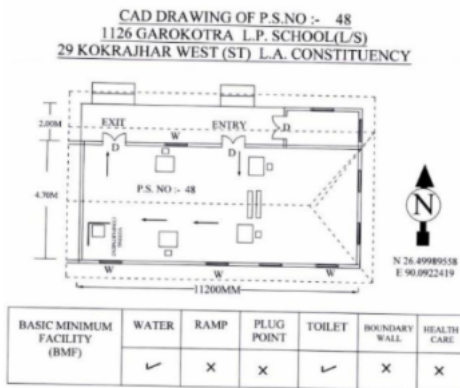 CAD DRAWING OF P.S.NO :- 48
1126 GAROKOTRA L.P. SCHOOL(L/S)
29 KOKRAJHAR WEST (ST) L.A. CONSTITUENCY
2.00M
EXIT
W
ENTRY
D
D
D
4.70M
P.S. NO :- 48
VOTING COMPARTMENT
N
W
W
W
11200MM
N 26.49989558
E 90.0922419
BASIC MINIMUM FACILITY (BMF)
WATER
RAMP
PLUG POINT
TOILET
BOUNDARY WALL
HEALTH CARE
✓ × × ✓ × ×